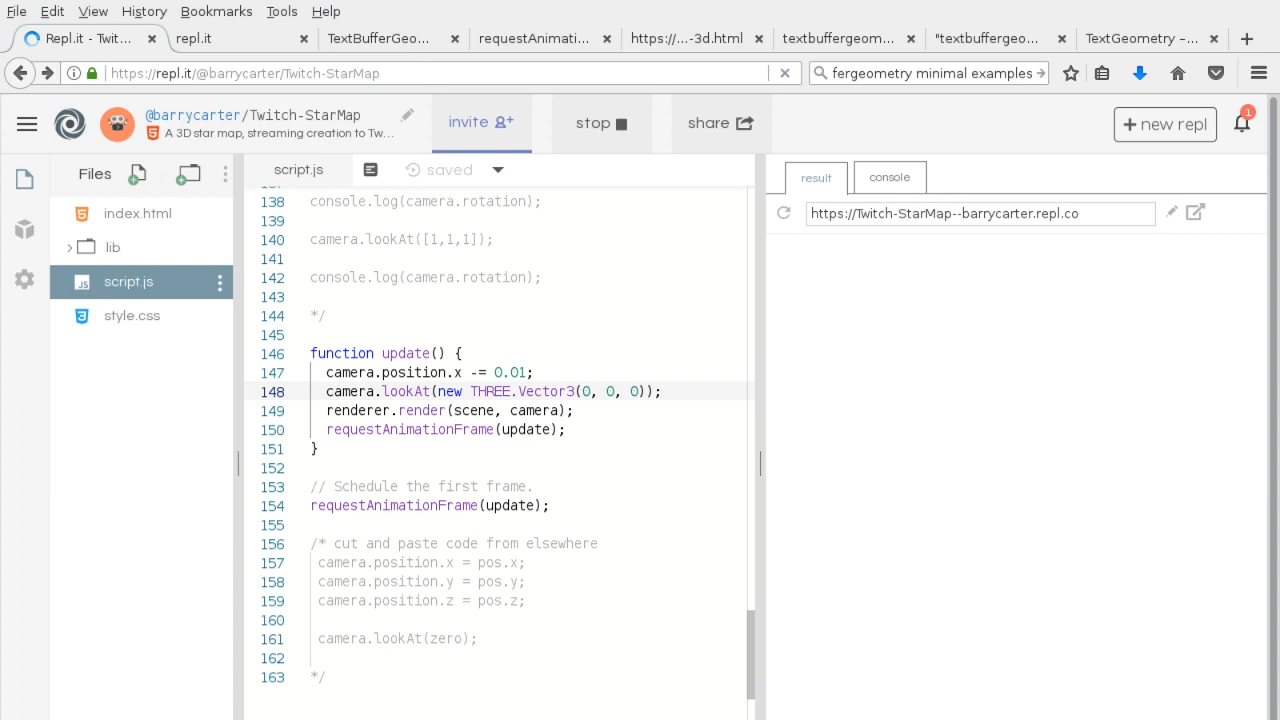 File Edit View History Bookmarks Tools Help
Repl.it - Twit... × repl.it × TextBufferGeo... × requestAnimati... × https://...-3d.html × textbuffergeom... × "textbuffergeo... × TextGeometry –... × +
https://repl.it/@barrycarter/Twitch-StarMap × fergeometry minimal examples
@barrycarter/Twitch-StarMap
5 A 3D star map, streaming creation to Tw...
invite stop share + new repl 1
Files
index.html
lib
JS script.js
style.css
script.js saved
137
138 console.log(camera.rotation);
139
140 camera.lookAt([1,1,1]);
141
142 console.log(camera.rotation);
143
144 */
145
146 function update() {
147 camera.position.x -= 0.01;
148 camera.lookAt(new THREE.Vector3(0, 0, 0));
149 renderer.render(scene, camera);
150 requestAnimationFrame(update);
151 }
152
153 // Schedule the first frame.
154 requestAnimationFrame(update);
155
156 /* cut and paste code from elsewhere
157 camera.position.x = pos.x;
158 camera.position.y = pos.y;
159 camera.position.z = pos.z;
160
161 camera.lookAt(zero);
162
163 */
result console
https://Twitch-StarMap--barrycarter.repl.co